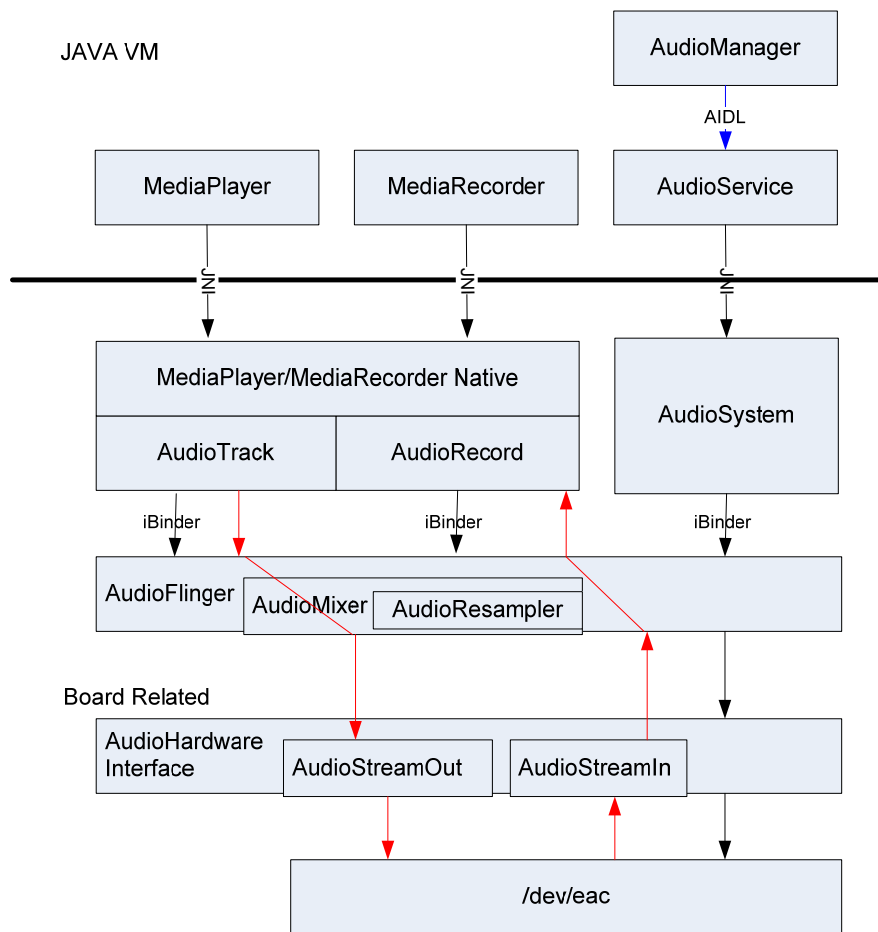 JAVA VM
AudioManager
AIDL
MediaPlayer
MediaRecorder
AudioService
JNI
JNI
JNI
MediaPlayer/MediaRecorder Native
AudioTrack
AudioRecord
AudioSystem
iBinder
iBinder
iBinder
AudioFlinger
AudioMixer
AudioResampler
Board Related
AudioHardware
Interface
AudioStreamOut
AudioStreamIn
/dev/eac